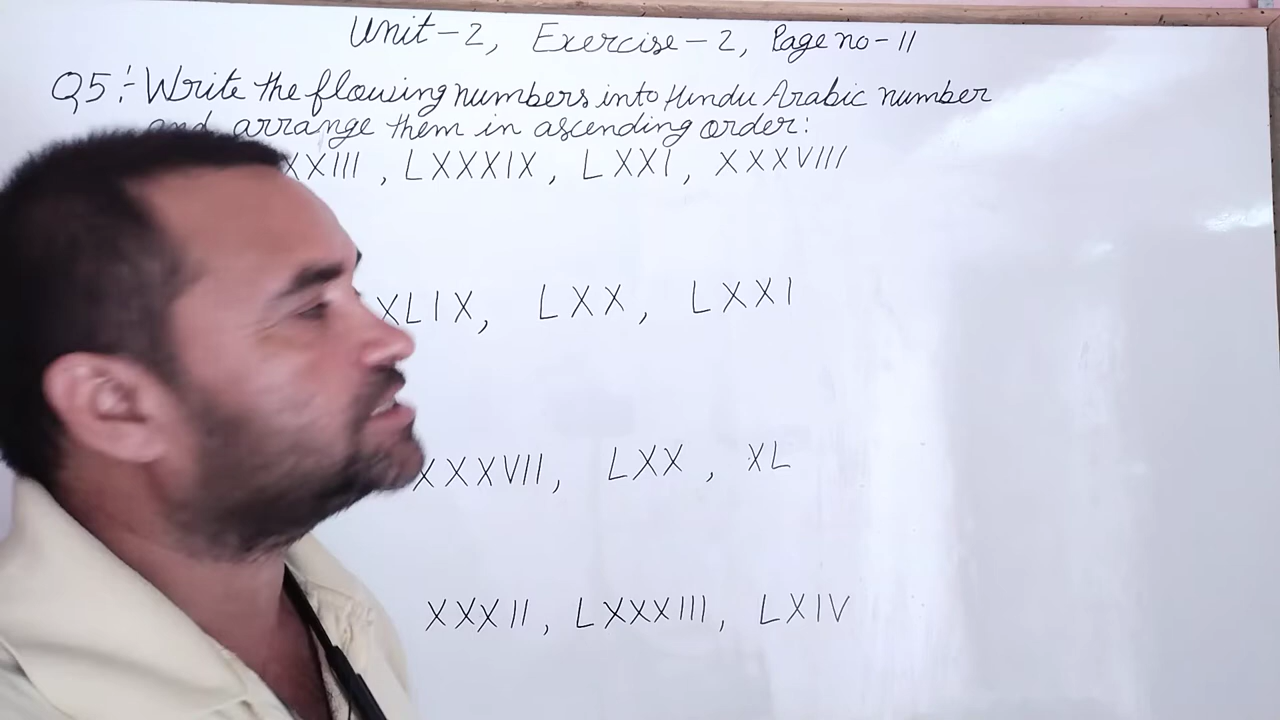 Unit-2, Exercise-2, Page no-11
Q5:- Write the flowsing numbers into Hindu Arabic number
and arrange them in ascending order:
XXIII, LXXXIX, LXXI, XXXVIII
XLIX, LXX, LXXI
XXXVII, LXX, XL
XXXII, LXXXIII, LXIV